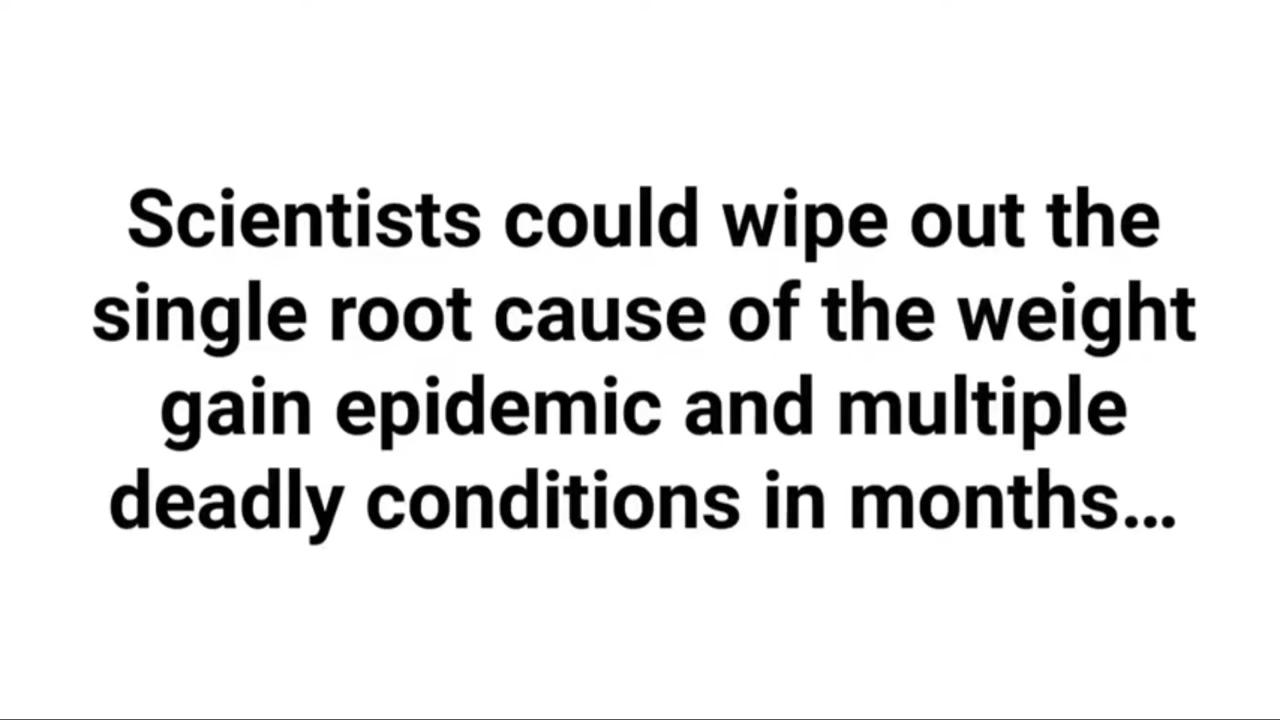 Scientists could wipe out the
single root cause of the weight
gain epidemic and multiple
deadly conditions in months...